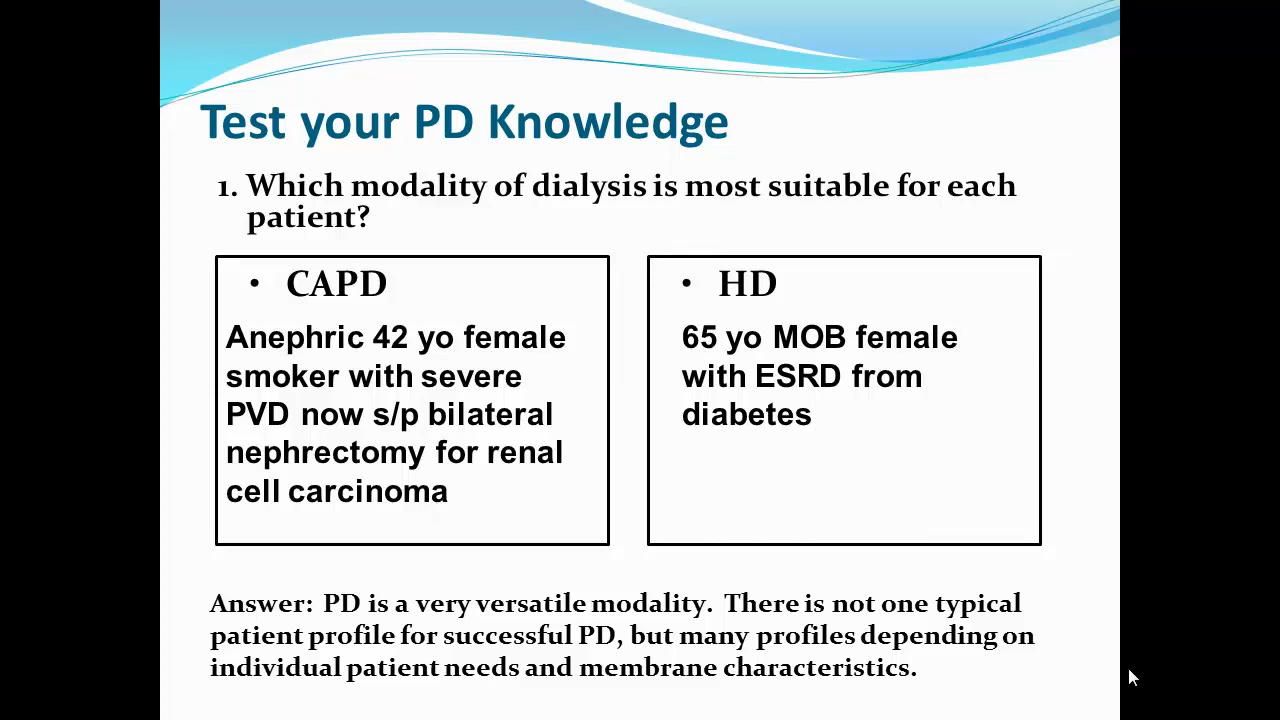 Test your PD Knowledge
1. Which modality of dialysis is most suitable for each
patient?
• CAPD
Anephric 42 yo female
smoker with severe
PVD now s/p bilateral
nephrectomy for renal
cell carcinoma
• HD
65 yo MOB female
with ESRD from
diabetes
Answer: PD is a very versatile modality. There is not one typical
patient profile for successful PD, but many profiles depending on
individual patient needs and membrane characteristics.